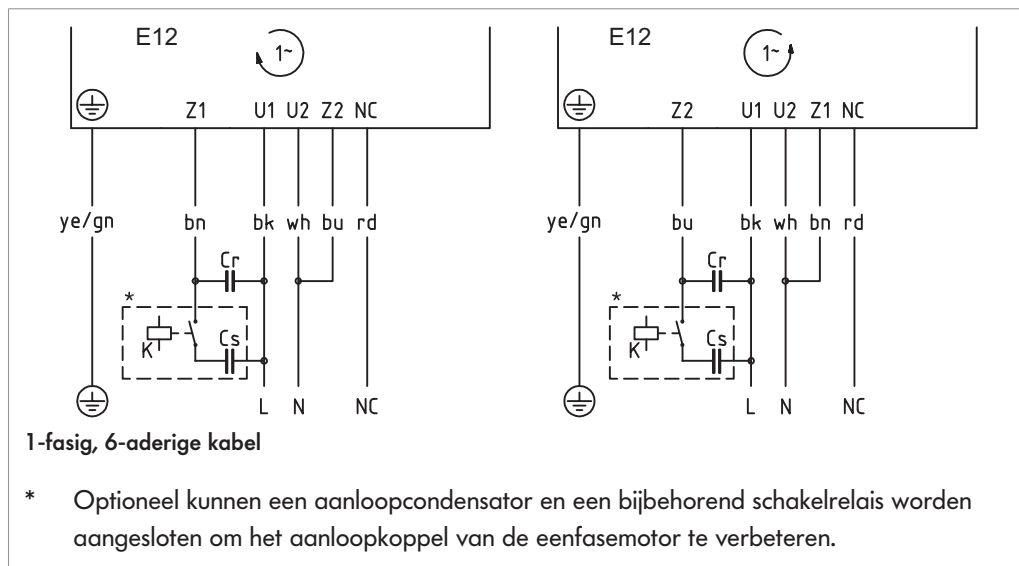 E12 1~ E12 1~
Z1 U1 U2 Z2 NC Z2 U1 U2 Z1 NC
ye/gn bn bk wh bu rd ye/gn bu bk wh bn rd
Cr Cr
* *
K Cs K Cs
L N NC L N NC
1-fasig, 6-aderige kabel
* Optioneel kunnen een aanloopcondensator en een bijbehorend schakelrelais worden
aangesloten om het aanloopkoppel van de eenfasemotor te verbeteren.